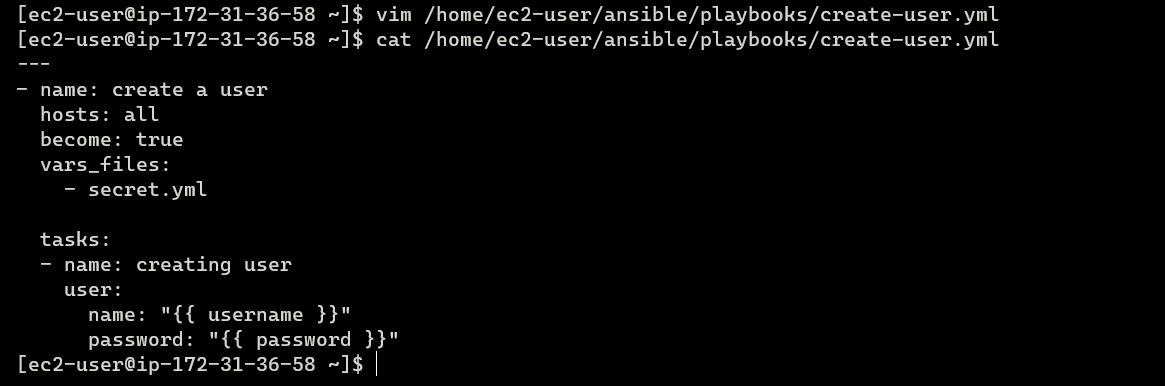 [ec2-user@ip-172-31-36-58 ~]$ vim /home/ec2-user/ansible/playbooks/create-user.yml
[ec2-user@ip-172-31-36-58 ~]$ cat /home/ec2-user/ansible/playbooks/create-user.yml
---
- name: create a user
  hosts: all
  become: true
  vars_files:
    - secret.yml

  tasks:
  - name: creating user
    user:
      name: "{{ username }}"
      password: "{{ password }}"
[ec2-user@ip-172-31-36-58 ~]$